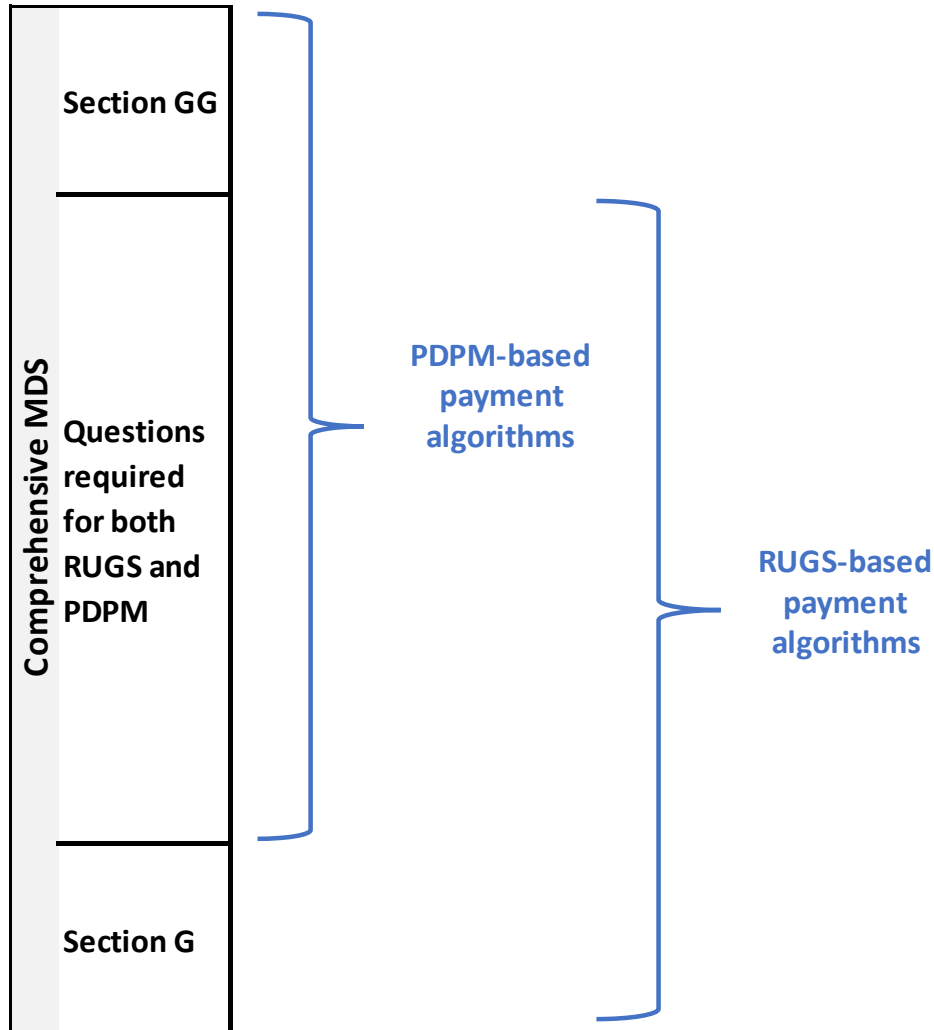 Comprehensive MDS
Section GG
Questions
required
for both
RUGS and
PDPM
Section G
PDPM-based
payment
algorithms
RUGS-based
payment
algorithms